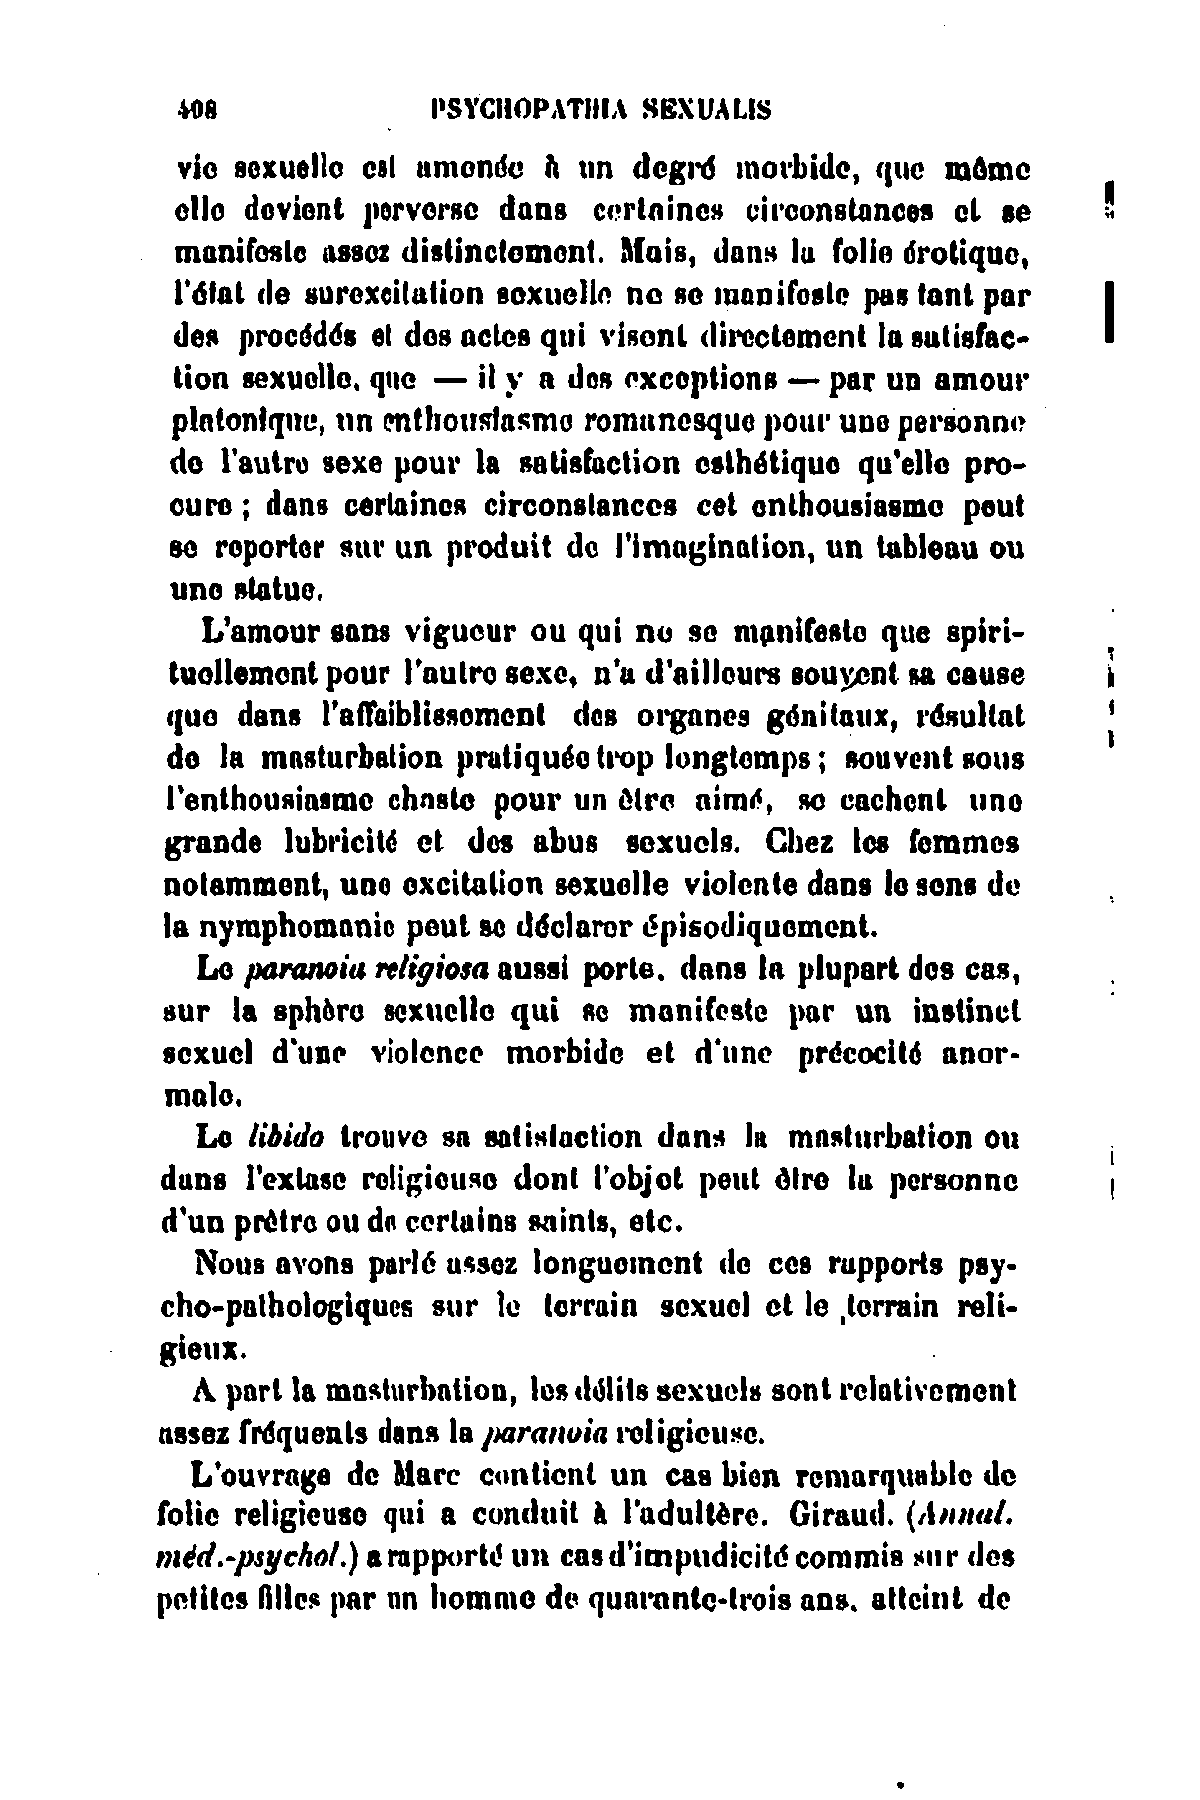 408 PSYCHOPATHIA SEXUALIS
vie sexuelle est amenée à un degré morbide, que même
elle devient perverse dans certaines circonstances et se
manifeste assez distinctement. Mais, dans la folie érotique,
l'état de surexcitation sexuelle ne se manifeste pas tant par
des procédés et des actes qui visent directement la satisfac-
tion sexuelle, que — il y a des exceptions — par un amour
platonique, un enthousiasme romanesque pour une personne
de l'autre sexe pour la satisfaction esthétique qu'elle pro-
cure ; dans certaines circonstances cet enthousiasme peut
se reporter sur un produit de l'imagination, un tableau ou
une statue.
L'amour sans vigueur ou qui ne se manifeste que spiri-
tuellement pour l'autre sexe, n'a d'ailleurs souvent sa cause
que dans l'affaiblissement des organes génitaux, résultat
de la masturbation pratiquée trop longtemps ; souvent sous
l'enthousiasme chaste pour un être aimé, se cachent une
grande lubricité et des abus sexuels. Chez les femmes
notamment, une excitation sexuelle violente dans le sens de
la nymphomanie peut se déclarer épisodiquement.
Le paranoia religiosa aussi porte, dans la plupart des cas,
sur la sphère sexuelle qui se manifeste par un instinct
sexuel d'une violence morbide et d'une précocité anor-
male.
Le libido trouve sa satisfaction dans la masturbation ou
dans l'extase religieuse dont l'objet peut être la personne
d'un prêtre ou de certains saints, etc.
Nous avons parlé assez longuement de ces rapports psy-
cho-pathologiques sur le terrain sexuel et le terrain reli-
gieux.
A part la masturbation, les délits sexuels sont relativement
assez fréquents dans la paranoia religieuse.
L'ouvrage de Marc contient un cas bien remarquable de
folie religieuse qui a conduit à l'adultère. Giraud. (Annal.
méd.-psychol.) a rapporté un cas d'impudicité commis sur des
petites filles par un homme de quarante-trois ans, atteint de